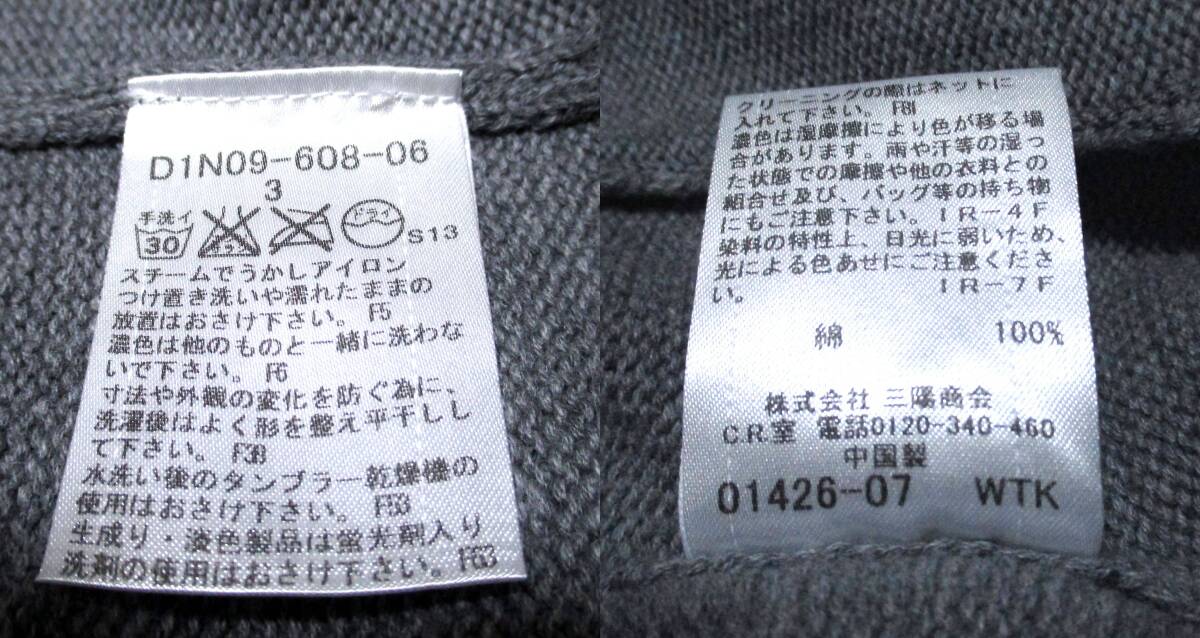 D1N09-608-06
3
手洗イ
30
ドライ
S13
スチームでうかしアイロン
つけ置き洗いや濡れたままの
放置はおさけ下さい。 F5
濃色は他のものと一緒に洗わな
いで下さい。 F6
寸法や外観の変化を防ぐ為に、
洗濯後はよく形を整え平干しし
て下さい。 F38
水洗い後のタンブラー乾燥機の
使用はおさけ下さい。 F53
生成り・淡色製品は蛍光剤入り
洗剤の使用はおさけ下さい。 F63
クリーニングの際はネットに
入れて下さい。 F81
濃色は湿摩擦により色が移る場
合があります。雨や汗等の湿っ
た状態での摩擦や他の衣料との
組合せ及び、バッグ等の持ち物
にもご注意下さい。 IR-4F
染料の特性上、日光に弱いため、
光による色あせにご注意くださ
い。 IR-7F
綿 100%
株式会社 三陽商会
C.R.室 電話0120-340-460
中国製
01426-07 WTK